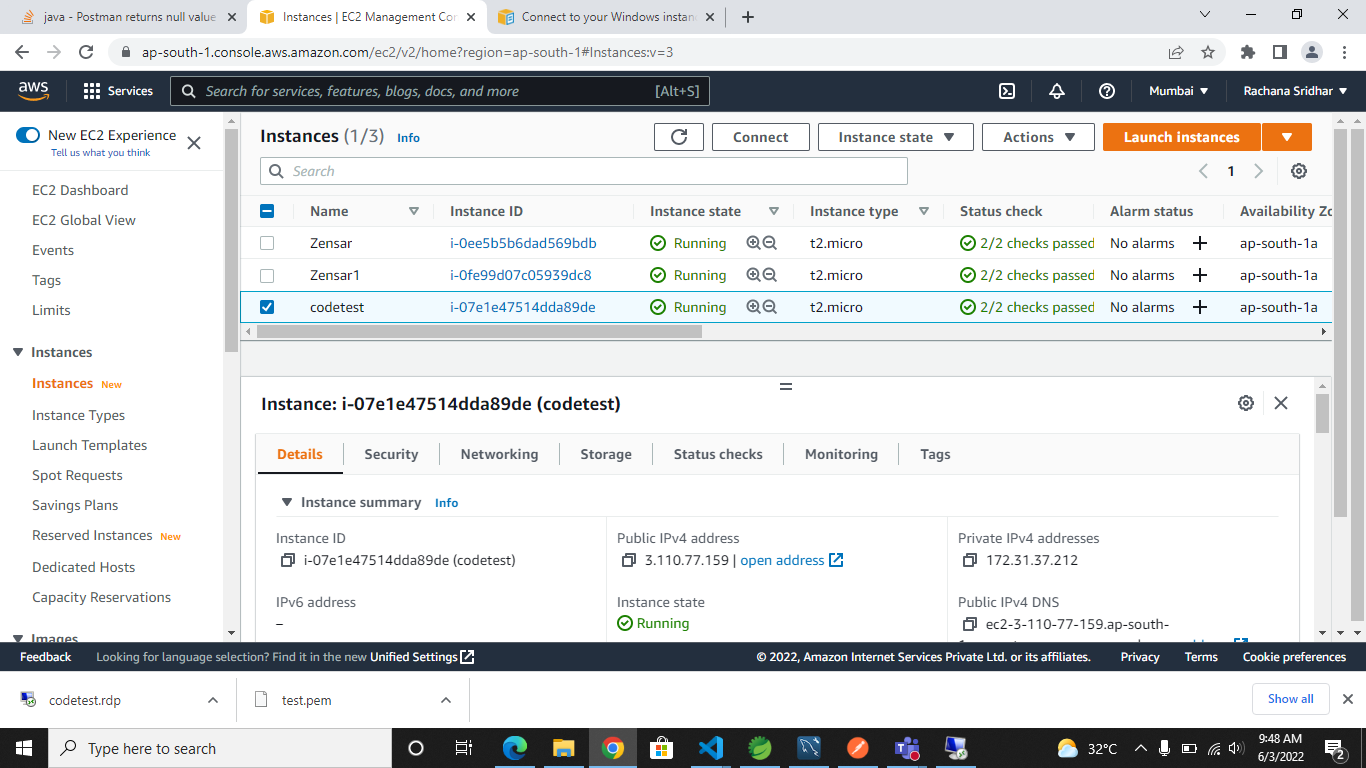 java - Postman returns null value
Instances | EC2 Management Con
Connect to your Windows instan
ap-south-1.console.aws.amazon.com/ec2/v2/home?region=ap-south-1#Instances:v=3
aws
Services
Search for services, features, blogs, docs, and more
[Alt+S]
Mumbai
Rachana Sridhar
New EC2 Experience
Tell us what you think
EC2 Dashboard
EC2 Global View
Events
Tags
Limits
Instances
Instances New
Instance Types
Launch Templates
Spot Requests
Savings Plans
Reserved Instances New
Dedicated Hosts
Capacity Reservations
Images
Instances (1/3) Info
Connect
Instance state
Actions
Launch instances
Search
1
Name Instance ID Instance state Instance type Status check Alarm status Availability Zo
Zensar i-0ee5b5b6dad569bdb Running t2.micro 2/2 checks passed No alarms + ap-south-1a
Zensar1 i-0fe99d07c05939dc8 Running t2.micro 2/2 checks passed No alarms + ap-south-1a
codetest i-07e1e47514dda89de Running t2.micro 2/2 checks passed No alarms + ap-south-1a
Instance: i-07e1e47514dda89de (codetest)
Details Security Networking Storage Status checks Monitoring Tags
Instance summary Info
Instance ID
i-07e1e47514dda89de (codetest)
Public IPv4 address
3.110.77.159 | open address
Private IPv4 addresses
172.31.37.212
IPv6 address
–
Instance state
Running
Public IPv4 DNS
ec2-3-110-77-159.ap-south-
Feedback
Looking for language selection? Find it in the new Unified Settings
© 2022, Amazon Internet Services Private Ltd. or its affiliates.
Privacy
Terms
Cookie preferences
codetest.rdp
test.pem
Show all
Type here to search
32°C
9:48 AM
6/3/2022
2